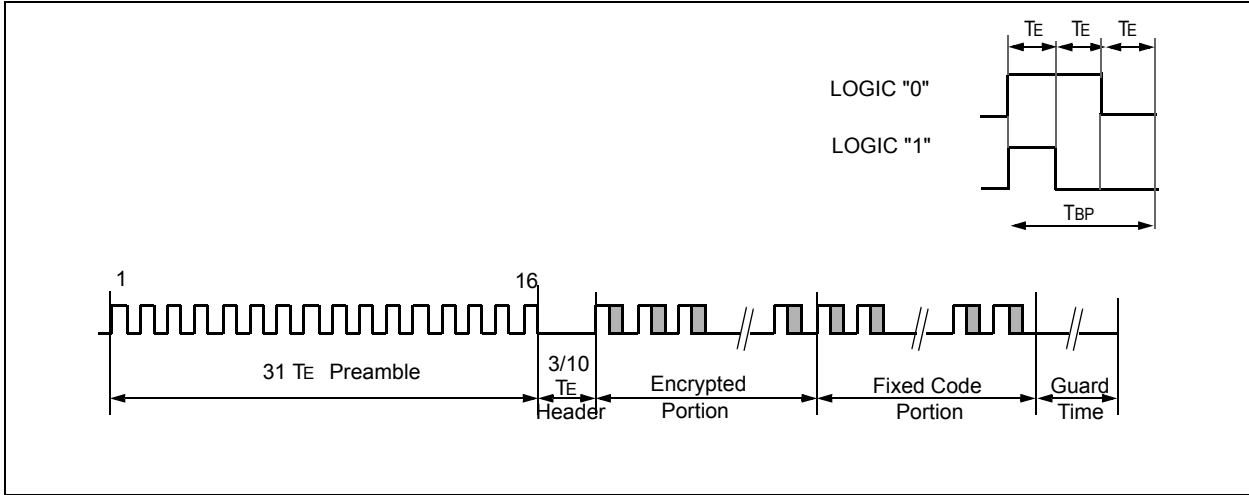 TE TE TE
LOGIC "0"
LOGIC "1"
TBP
1 16
31 TE Preamble
3/10
TE
Header
Encrypted
Portion
Fixed Code
Portion
Guard
Time